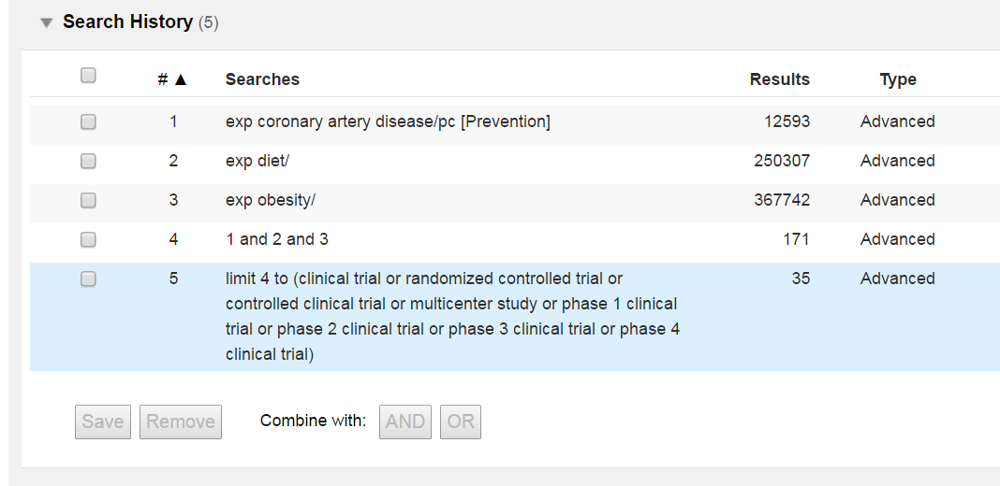 Search History (5)
# ▲ Searches Results Type
1 exp coronary artery disease/pc [Prevention] 12593 Advanced
2 exp diet/ 250307 Advanced
3 exp obesity/ 367742 Advanced
4 1 and 2 and 3 171 Advanced
5 limit 4 to (clinical trial or randomized controlled trial or 35 Advanced
controlled clinical trial or multicenter study or phase 1 clinical
trial or phase 2 clinical trial or phase 3 clinical trial or phase 4
clinical trial)
Save Remove Combine with: AND OR